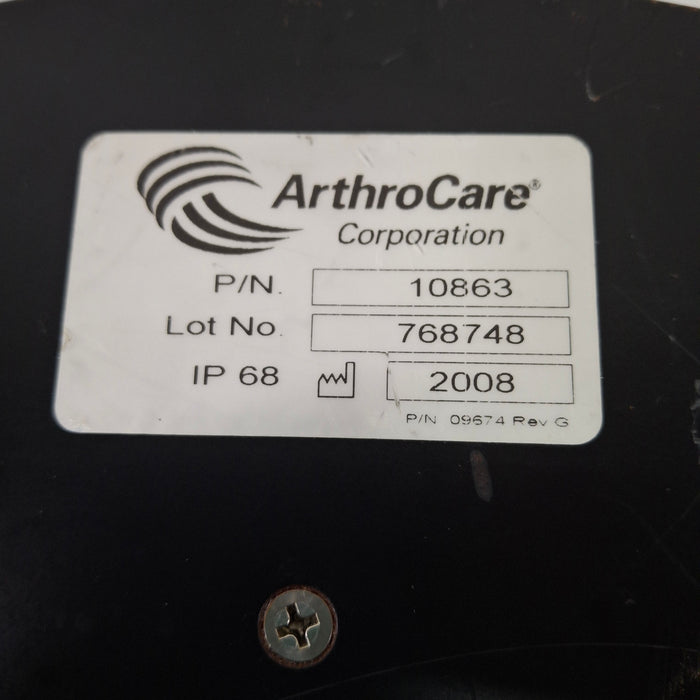 ArthroCare®
Corporation
P/N. 10863
Lot No. 768748
IP 68 2008
P/N 09674 Rev G